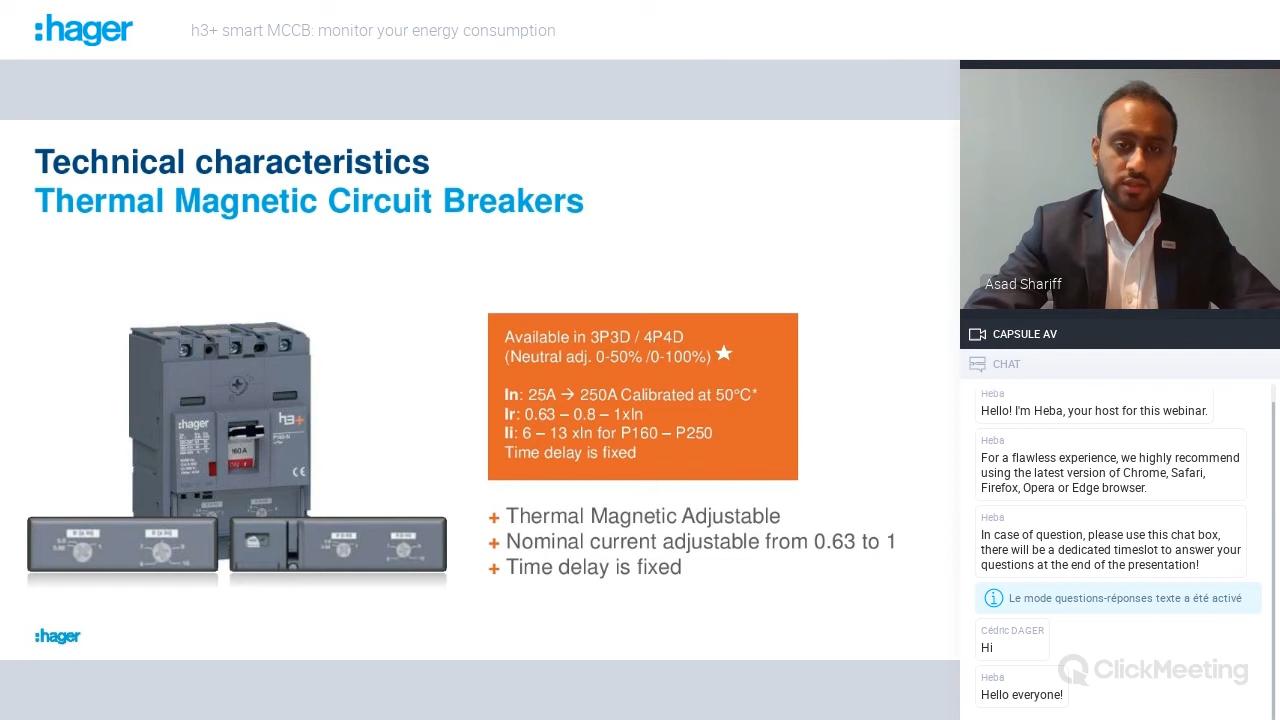 :hager
h3+ smart MCCB: monitor your energy consumption
Technical characteristics
Thermal Magnetic Circuit Breakers
:hager
h3+
P160-N
160A
CE
Available in 3P3D / 4P4D
(Neutral adj. 0-50% /0-100%) ★
In: 25A → 250A Calibrated at 50°C*
Ir: 0.63 – 0.8 – 1xIn
Ii: 6 – 13 xIn for P160 – P250
Time delay is fixed
+ Thermal Magnetic Adjustable
+ Nominal current adjustable from 0.63 to 1
+ Time delay is fixed
:hager
Asad Shariff
CAPSULE AV
CHAT
Heba
Hello! I'm Heba, your host for this webinar.
Heba
For a flawless experience, we highly recommend
using the latest version of Chrome, Safari,
Firefox, Opera or Edge browser.
Heba
In case of question, please use this chat box,
there will be a dedicated timeslot to answer your
questions at the end of the presentation!
Le mode questions-réponses texte a été activé
Cédric DAGER
Hi
Heba
Hello everyone!
ClickMeeting